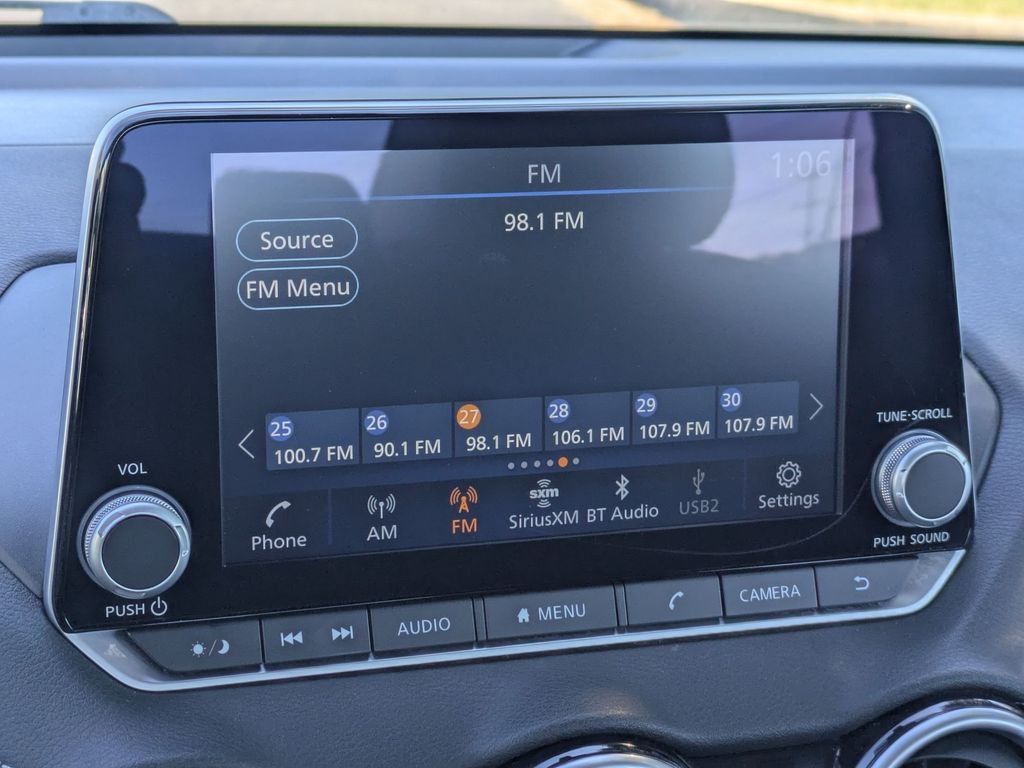 FM
1:06
98.1 FM
Source
FM Menu
25 26 27 28 29 30
100.7 FM 90.1 FM 98.1 FM 106.1 FM 107.9 FM 107.9 FM
Phone AM FM sxm SiriusXM BT Audio USB2 Settings
VOL
PUSH
TUNE·SCROLL
PUSH SOUND
AUDIO MENU CAMERA